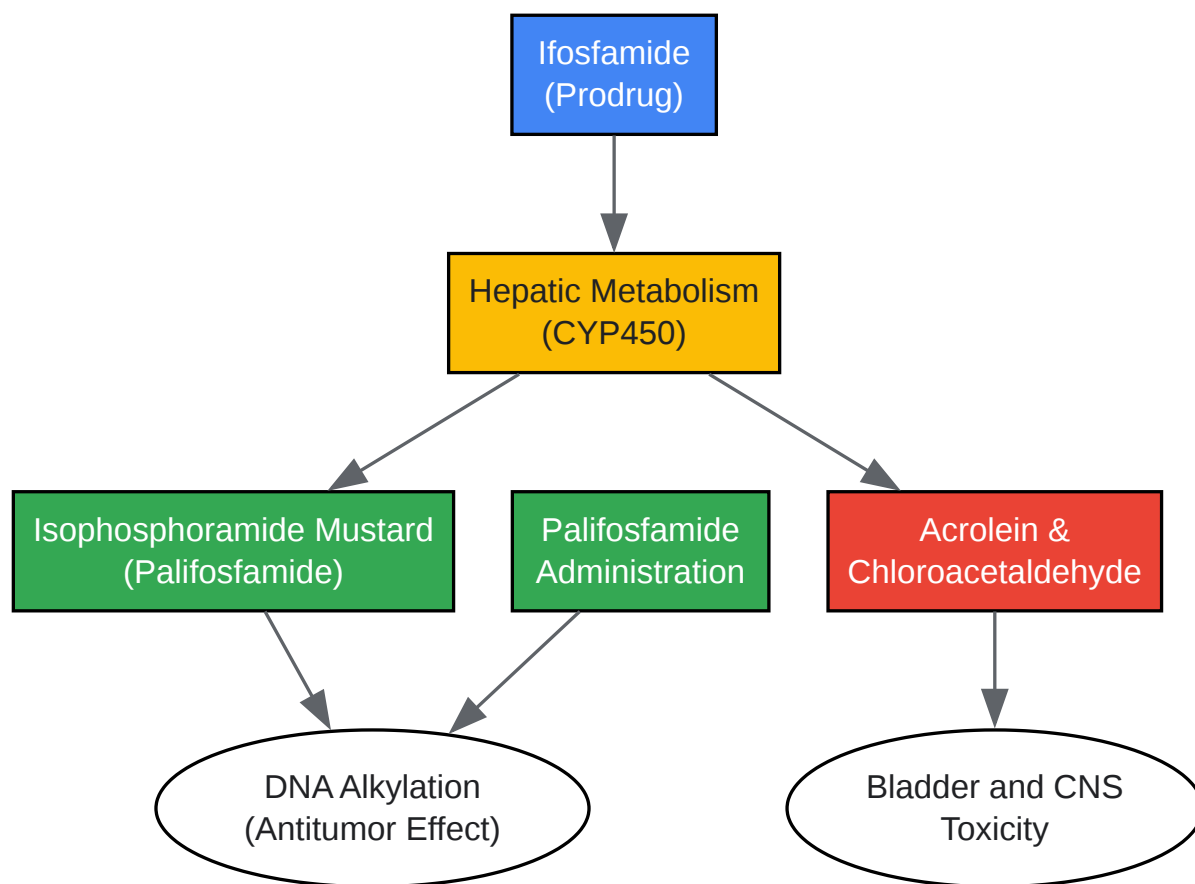 Ifosfamide
(Prodrug)
Hepatic Metabolism
(CYP450)
Isophosphoramide Mustard
(Palifosfamide)
Palifosfamide
Administration
Acrolein &
Chloroacetaldehyde
DNA Alkylation
(Antitumor Effect)
Bladder and CNS
Toxicity